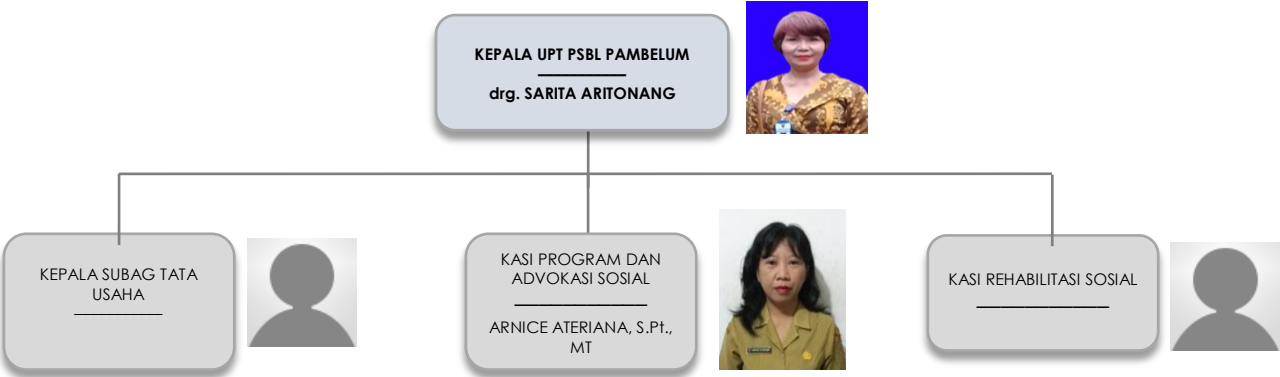 KEPALA UPT PSBL PAMBELUM
drg. SARITA ARITONANG
KEPALA SUBAG TATA
USAHA
KASI PROGRAM DAN
ADVOKASI SOSIAL
ARNICE ATERIANA, S.Pt.,
MT
KASI REHABILITASI SOSIAL